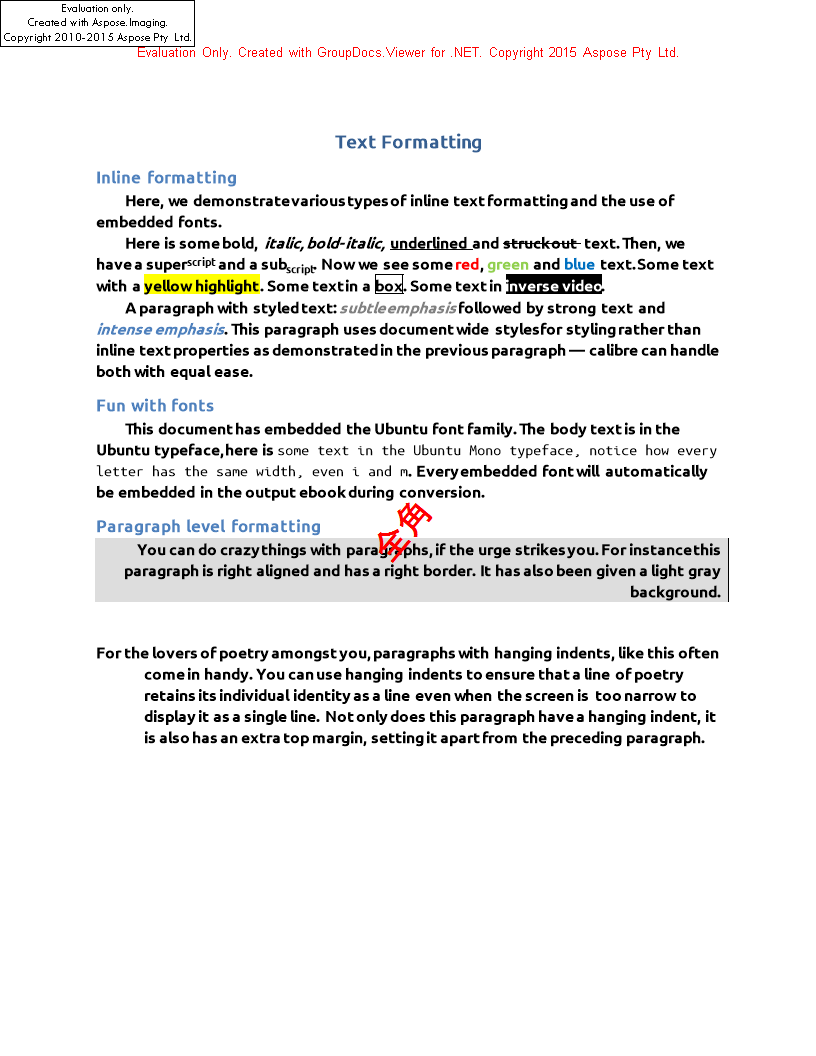 Evaluation only.
Created with Aspose.Imaging.
Copyright 2010-2015 Aspose Pty Ltd.
Evaluation Only. Created with GroupDocs.Viewer for .NET. Copyright 2015 Aspose Pty Ltd.
Text Formatting
Inline formatting
Here, we demonstrate various types of inline text formatting and the use of
embedded fonts.
Here is some bold, italic, bold-italic, underlined and struck out text. Then, we
have a superscript and a subscript. Now we see some red, green and blue text. Some text
with a yellow highlight. Some text in a box. Some text in inverse video.
A paragraph with styled text: subtle emphasis followed by strong text and
intense emphasis. This paragraph uses document wide styles for styling rather than
inline text properties as demonstrated in the previous paragraph — calibre can handle
both with equal ease.
Fun with fonts
This document has embedded the Ubuntu font family. The body text is in the
Ubuntu typeface, here is some text in the Ubuntu Mono typeface, notice how every
letter has the same width, even i and m. Every embedded font will automatically
be embedded in the output ebook during conversion.
Paragraph level formatting
全角
You can do crazy things with paragraphs, if the urge strikes you. For instance this
paragraph is right aligned and has a right border. It has also been given a light gray
background.
For the lovers of poetry amongst you, paragraphs with hanging indents, like this often
come in handy. You can use hanging indents to ensure that a line of poetry
retains its individual identity as a line even when the screen is too narrow to
display it as a single line. Not only does this paragraph have a hanging indent, it
is also has an extra top margin, setting it apart from the preceding paragraph.